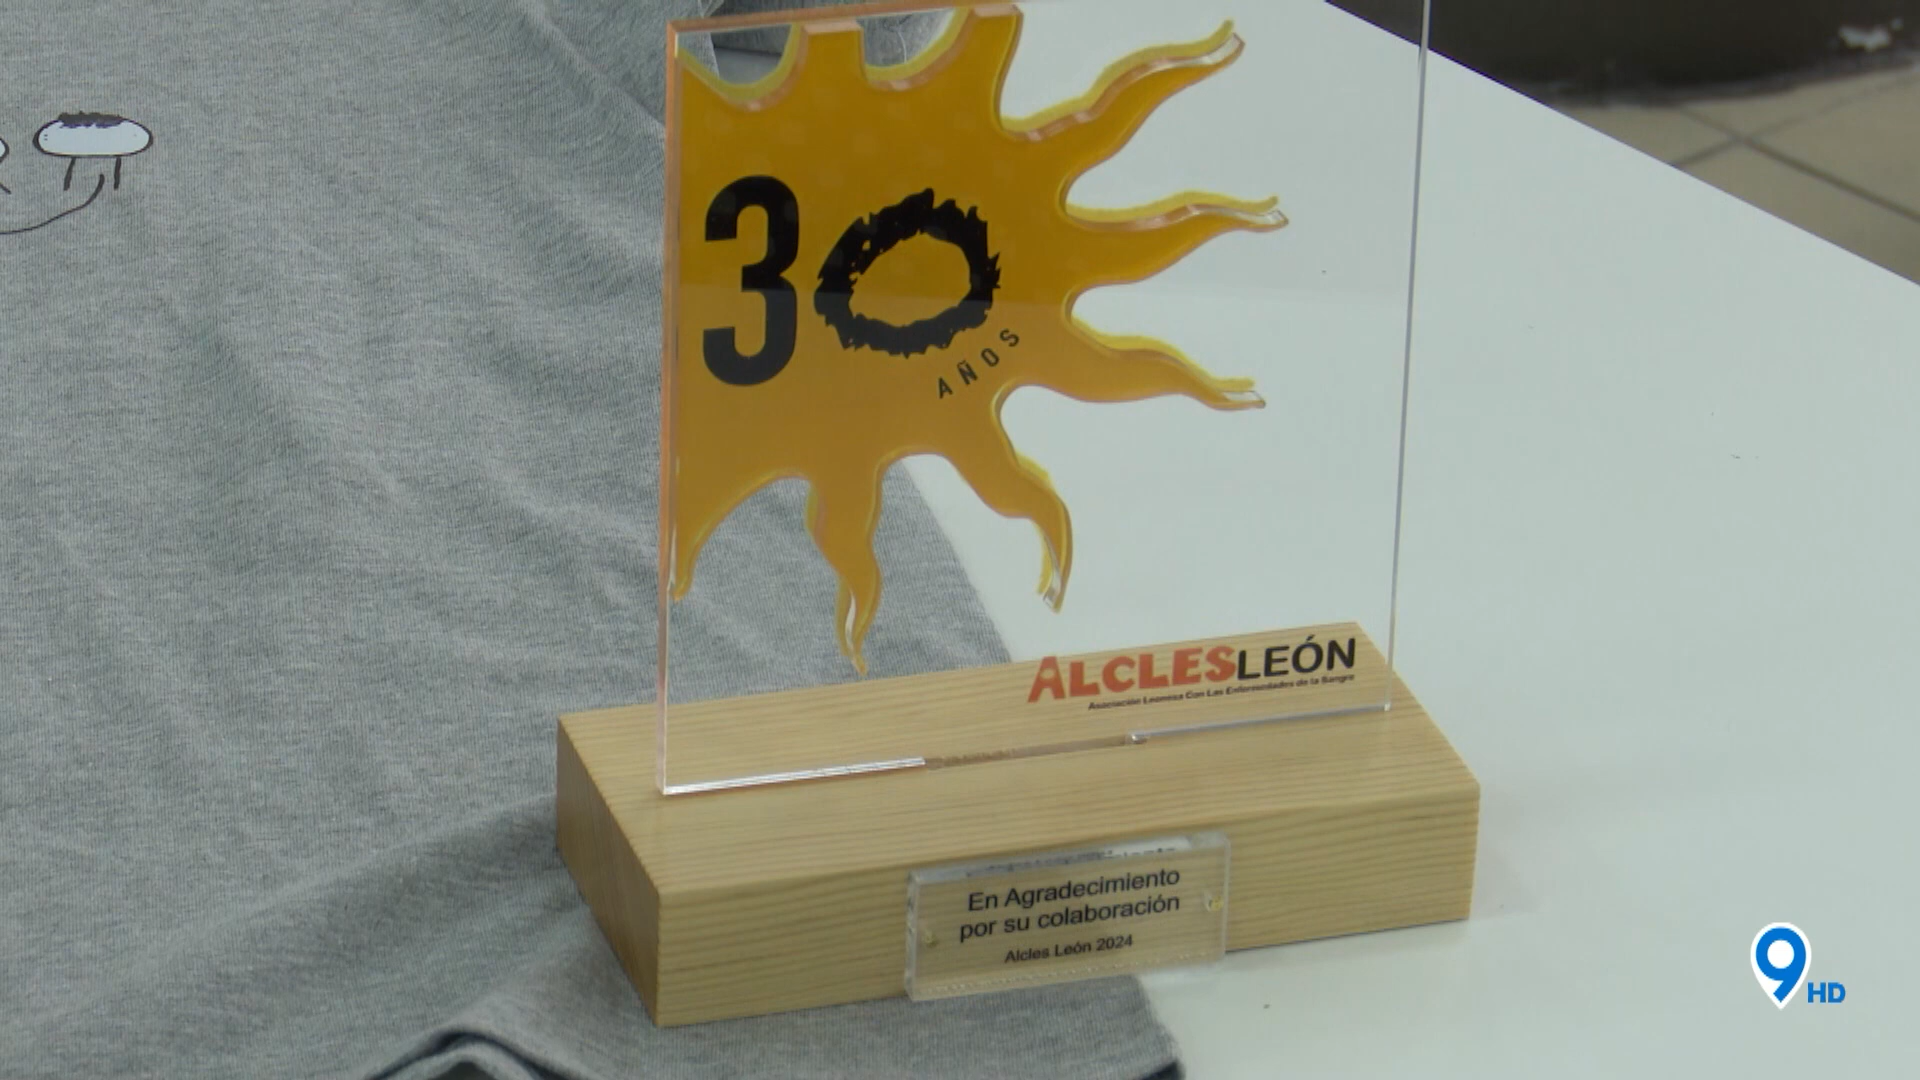 30
AÑOS
ALCLESLEÓN
Asociación Leonesa Con Las Enfermedades de la Sangre
En Agradecimiento
por su colaboración
Alcles León 2024
9 HD